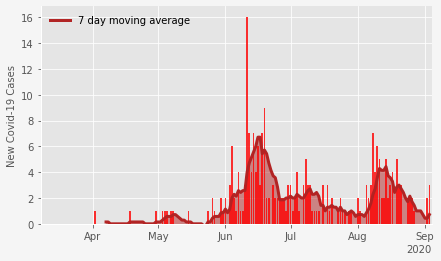 7 day moving average
New Covid-19 Cases
16
14
12
10
8
6
4
2
0
Apr
May
Jun
Jul
Aug
Sep
2020